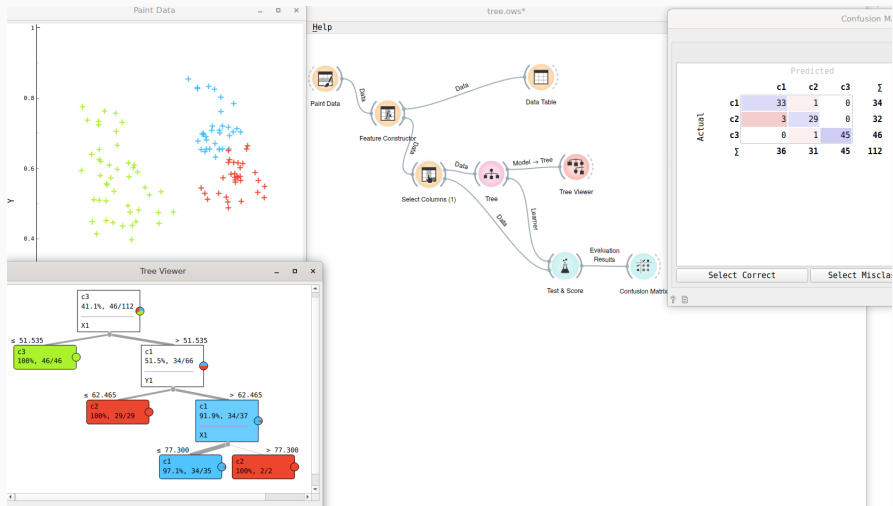 Paint Data
1
0.8
0.6
0.4
Y
tree.ows*
Help
Paint Data
Data
Feature Constructor
Data
Data Table
Data
Select Columns (1)
Data
Tree
Model → Tree
Tree Viewer
Data
Learner
Test & Score
Evaluation
Results
Confusion Matrix
Confusion Ma
Predicted
c1 c2 c3 Σ
Actual
c1 33 1 0 34
c2 3 29 0 32
c3 0 1 45 46
Σ 36 31 45 112
Select Correct
Select Misclas
Tree Viewer
c3
41.1%, 46/112
X1
≤ 51.535
> 51.535
c3
100%, 46/46
c1
51.5%, 34/66
Y1
≤ 62.465
> 62.465
c2
100%, 29/29
c1
91.9%, 34/37
X1
≤ 77.300
> 77.300
c1
97.1%, 34/35
c2
100%, 2/2